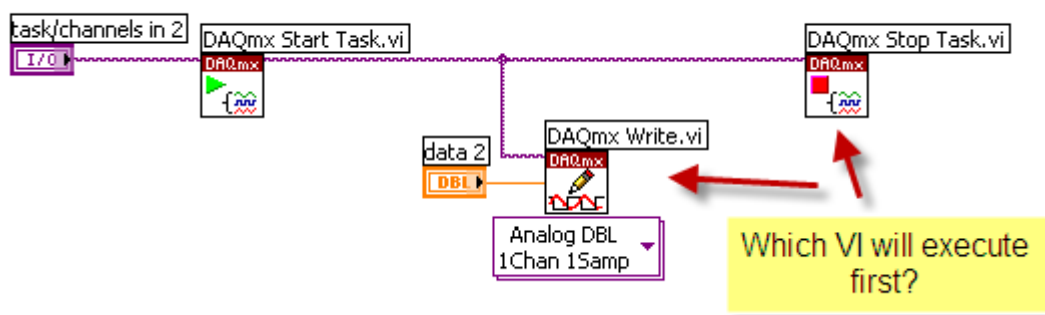 task/channels in 2
I/O
DAQmx Start Task.vi
DAQmx
DAQmx Stop Task.vi
DAQmx
data 2
DBL
DAQmx Write.vi
DAQmx
Analog DBL
1Chan 1Samp
Which VI will execute
first?